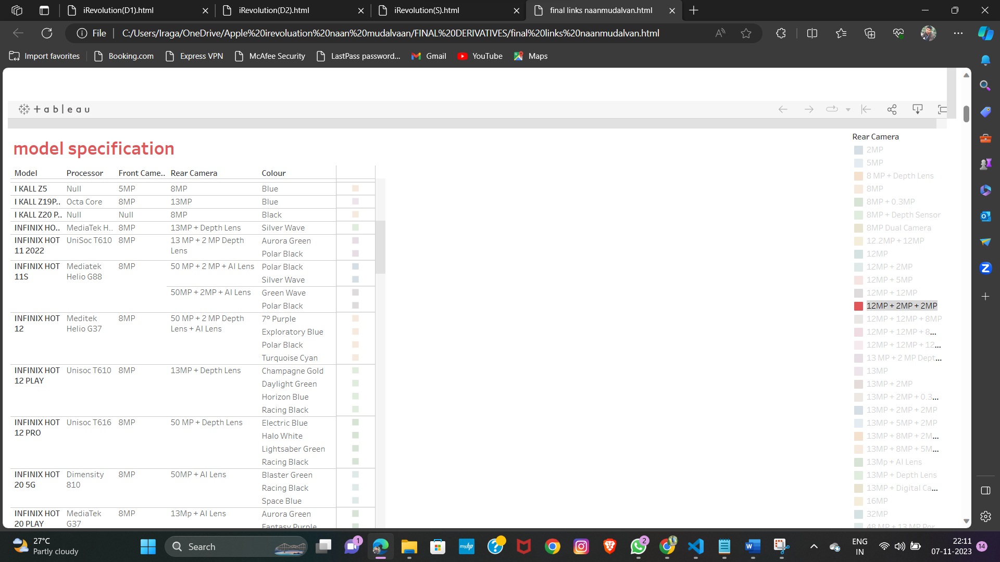 iRevolution(D1).html
iRevolution(D2).html
iRevolution(S).html
final links naanmudalvan.html
File
C:/Users/Iraga/OneDrive/Apple%20irevoluation%20naan%20mudalvaan/FINAL%20DERIVATIVES/final%20links%20naanmudalvan.html
Import favorites
Booking.com
Express VPN
McAfee Security
LastPass password...
Gmail
YouTube
Maps
+ a b | e a u
model specification
Model Processor Front Came.. Rear Camera Colour
I KALL Z5 Null 5MP 8MP Blue
I KALL Z19P.. Octa Core 8MP 13MP Blue
I KALL Z20 P.. Null Null 8MP Black
INFINIX HO.. MediaTek H.. 8MP 13MP + Depth Lens Silver Wave
INFINIX HOT UniSoc T610 8MP 13 MP + 2 MP Depth Aurora Green
11 2022 Lens Polar Black
INFINIX HOT Mediatek 8MP 50 MP + 2 MP + AI Lens Polar Black
11S Helio G88 Silver Wave
50MP + 2MP + AI Lens Green Wave
Polar Black
INFINIX HOT Meditek 8MP 50 MP + 2 MP Depth 7° Purple
12 Helio G37 Lens + AI Lens Exploratory Blue
Polar Black
Turquoise Cyan
INFINIX HOT Unisoc T610 8MP 13MP + Depth Lens Champagne Gold
12 PLAY Daylight Green
Horizon Blue
Racing Black
INFINIX HOT Unisoc T616 8MP 50 MP + Depth Lens Electric Blue
12 PRO Halo White
Lightsaber Green
Racing Black
INFINIX HOT Dimensity 8MP 50MP + AI Lens Blaster Green
20 5G 810 Racing Black
Space Blue
INFINIX HOT MediaTek 8MP 13Mp + AI Lens Aurora Green
20 PLAY G37 Fantasy Purple
Rear Camera
2MP
5MP
8 MP + Depth Lens
8MP
8MP + 0.3MP
8MP + Depth Sensor
8MP Dual Camera
12.2MP + 12MP
12MP
12MP + 2MP
12MP + 5MP
12MP + 12MP
12MP + 2MP + 2MP
12MP + 12MP + 8MP
12MP + 12MP + 8...
12MP + 12MP + 12...
13 MP + 2 MP Dept...
13MP
13MP + 2MP
13MP + 2MP + 0.3...
13MP + 2MP + 2MP
13MP + 5MP + 2MP
13MP + 8MP + 2M...
13MP + 8MP + 5M...
13Mp + AI Lens
13MP + Depth Lens
13MP + Digital Ca...
16MP
32MP
48 MP + 13 MP Por
27°C
Partly cloudy
Search
1
myhp
2
ENG
IN
22:11
07-11-2023
14